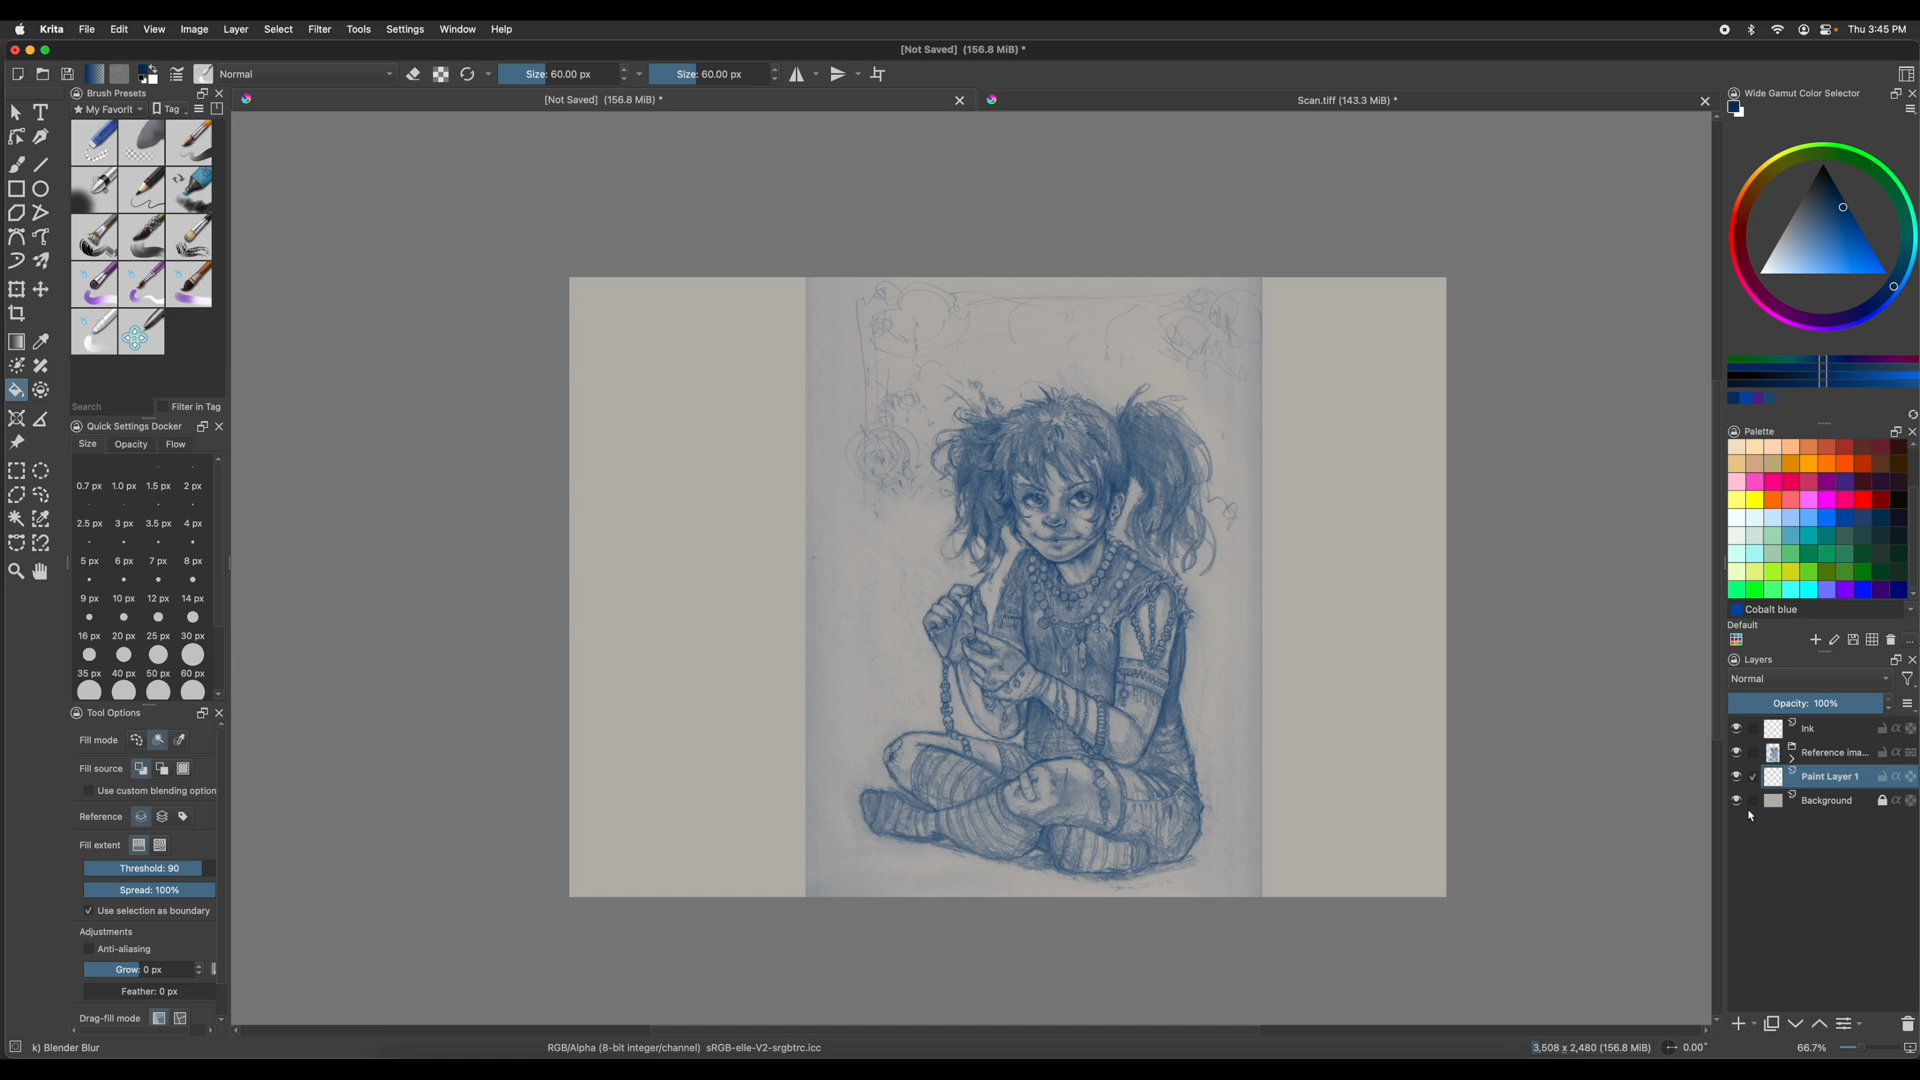 Krita File Edit View Image Layer Select Filter Tools Settings Window Help Thu 3:45 PM
[Not Saved] (156.8 MiB) *
Normal Size: 60.00 px Size: 60.00 px
Brush Presets
My Favorit Tag
[Not Saved] (156.8 MiB) *
Scan.tiff (143.3 MiB) *
Wide Gamut Color Selector
Search Filter in Tag
Quick Settings Docker
Size Opacity Flow
0.7 px 1.0 px 1.5 px 2 px
2.5 px 3 px 3.5 px 4 px
5 px 6 px 7 px 8 px
9 px 10 px 12 px 14 px
16 px 20 px 25 px 30 px
35 px 40 px 50 px 60 px
Tool Options
Fill mode
Fill source
Use custom blending option
Reference
Fill extent
Threshold: 90
Spread: 100%
Use selection as boundary
Adjustments
Anti-aliasing
Grow: 0 px
Feather: 0 px
Drag-fill mode
Palette
Cobalt blue
Default
...
Layers
Normal
Opacity: 100%
Ink
Reference ima...
Paint Layer 1
Background
k) Blender Blur
RGB/Alpha (8-bit integer/channel) sRGB-elle-V2-srgbtrc.icc
3,508 x 2,480 (156.8 MiB) 0.00° 66.7%